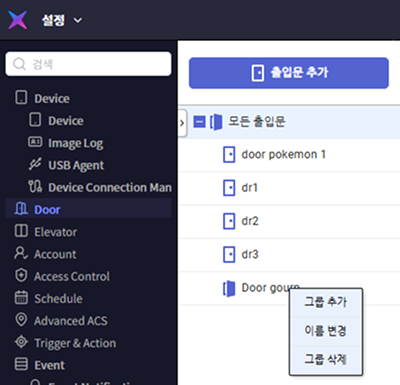 설정
검색
출입문 추가
Device
Device
Image Log
USB Agent
Device Connection Man
Door
Elevator
Account
Access Control
Schedule
Advanced ACS
Trigger & Action
Event
모든 출입문
door pokemon 1
dr1
dr2
dr3
Door gourp
그룹 추가
이름 변경
그룹 삭제